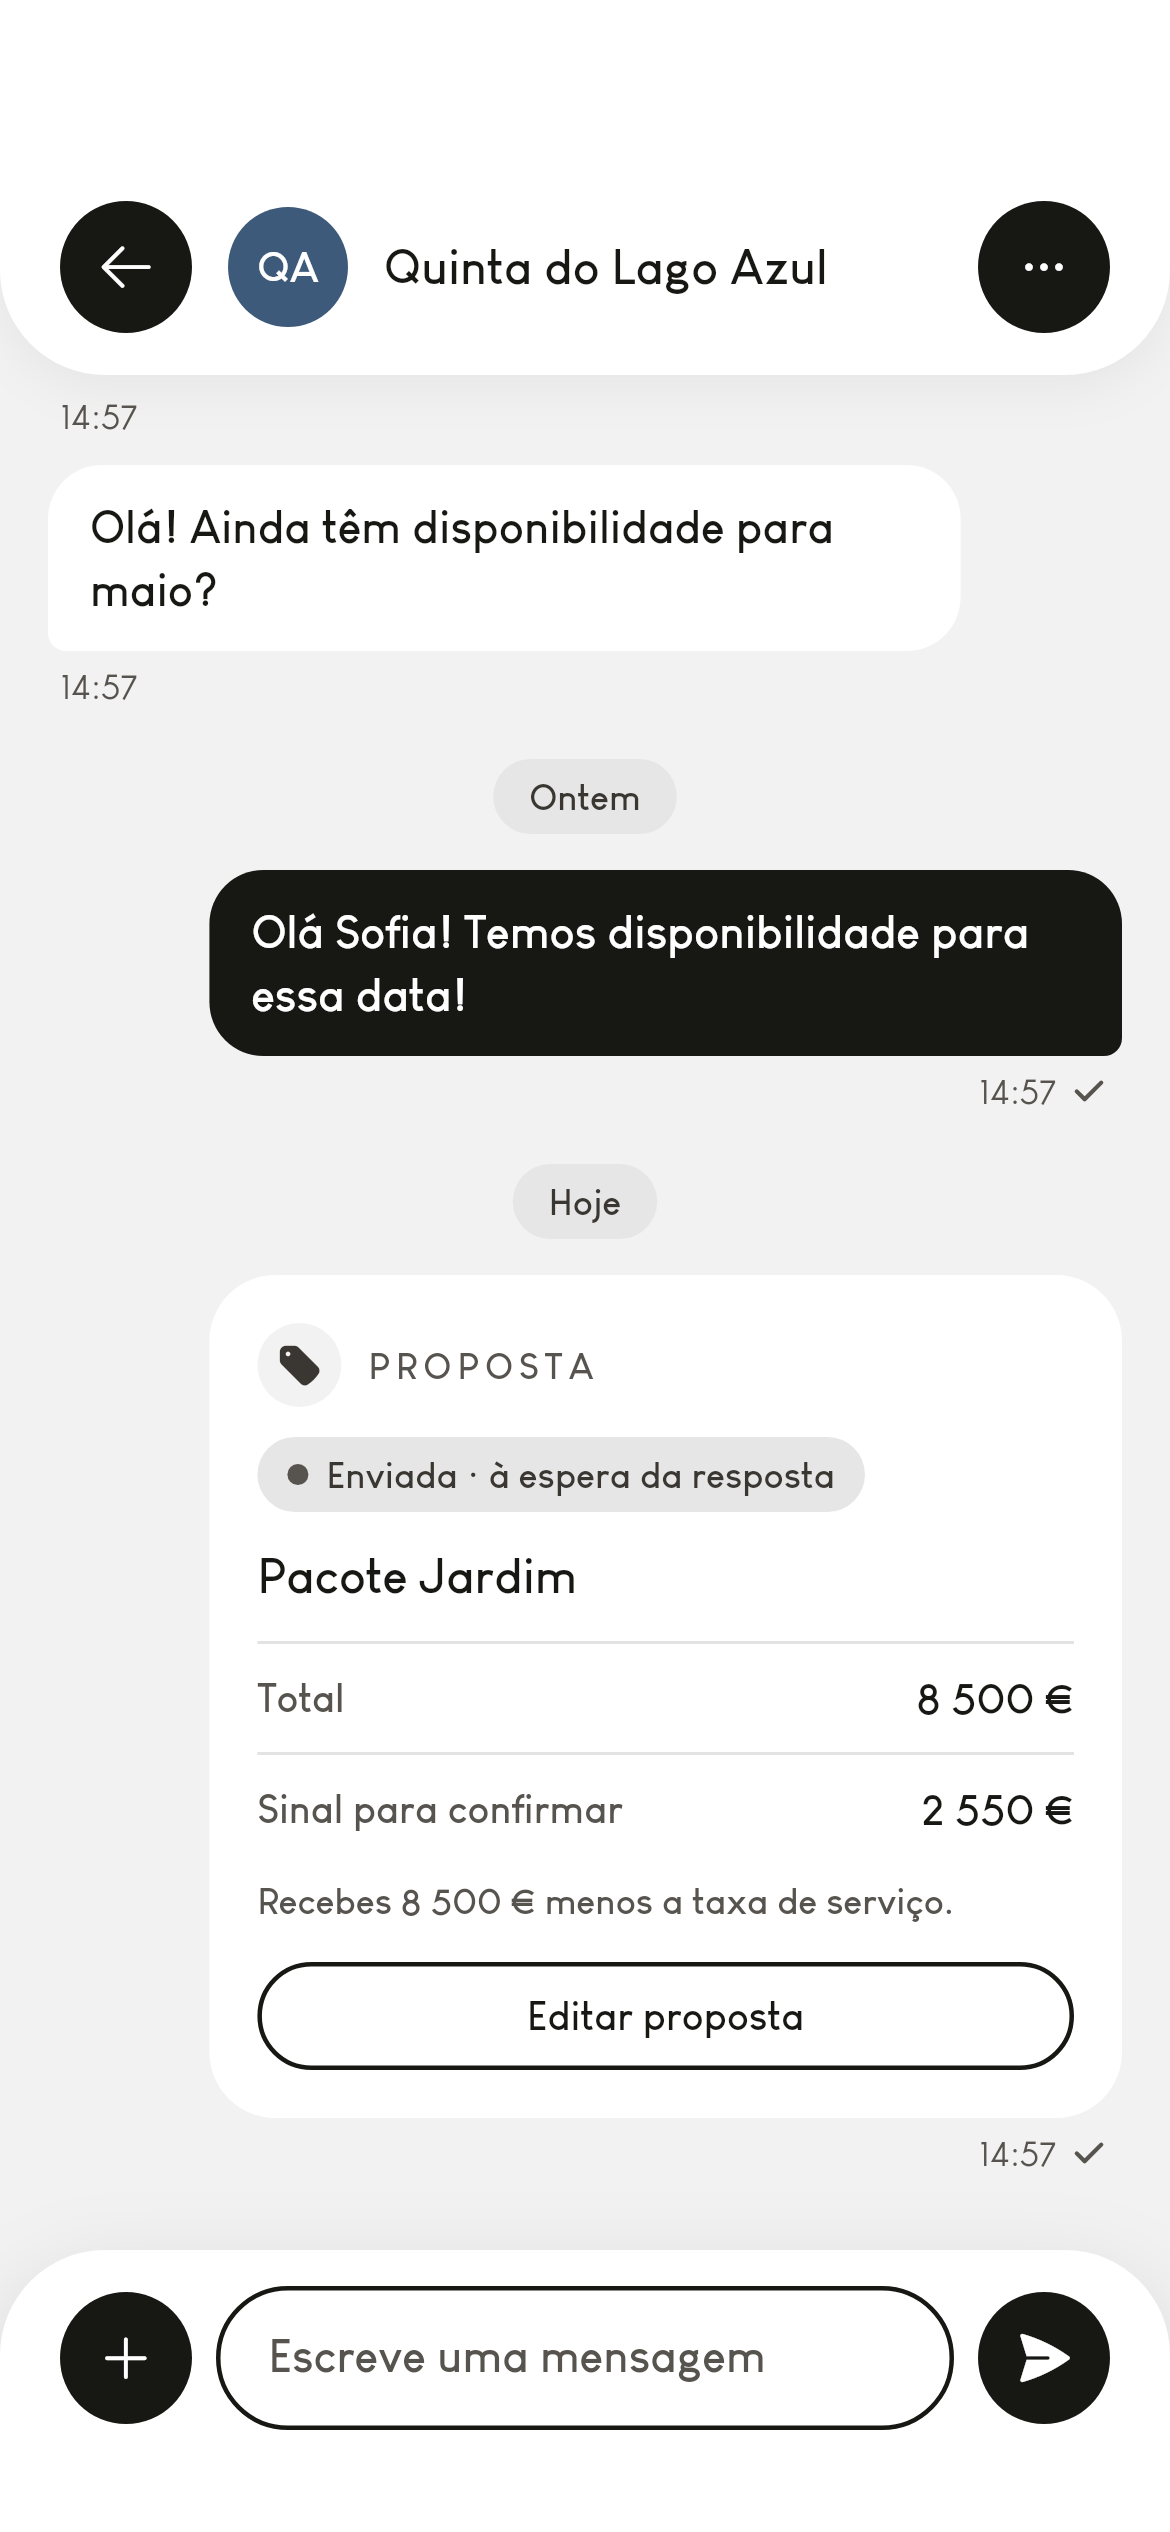 QA Quinta do Lago Azul
14:57
Olá! Ainda têm disponibilidade para
maio?
14:57
Ontem
Olá Sofia! Temos disponibilidade para
essa data!
14:57
Hoje
PROPOSTA
Enviada · à espera da resposta
Pacote Jardim
Total 8 500 €
Sinal para confirmar 2 550 €
Recebes 8 500 € menos a taxa de serviço.
Editar proposta
14:57
Escreve uma mensagem